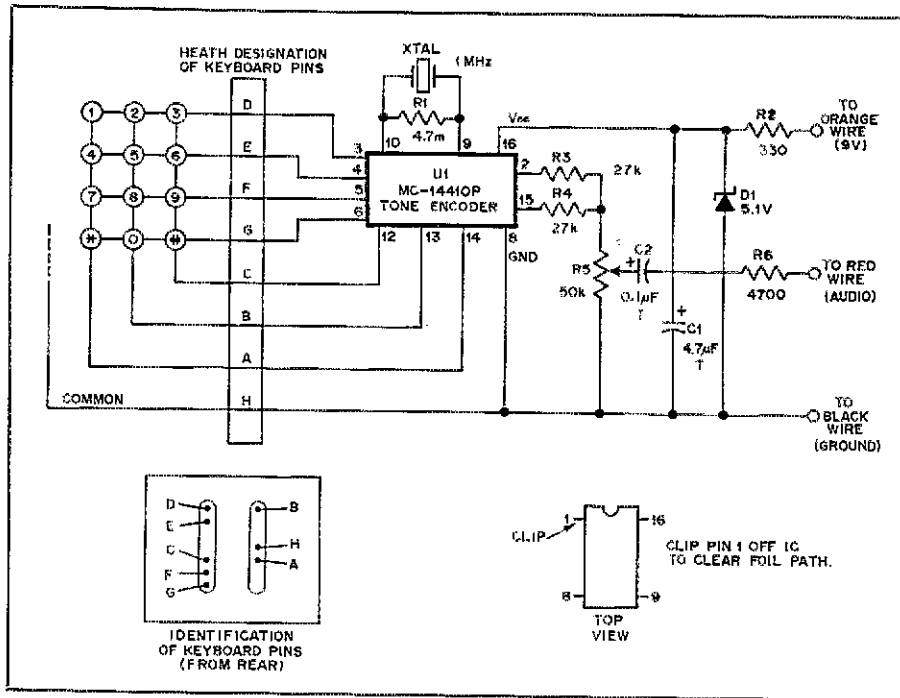 HEATH DESIGNATION
OF KEYBOARD PINS
XTAL
1 MHz
R1
4.7m
10
9
D
E
F
G
C
B
A
H
1 2 3
4 5 6
7 8 9
* 0 #
3
4
5
6
U1
MC-14410P
TONE ENCODER
12
13
14
8
GND
16
Vcc
2
15
R3
27k
R4
27k
R5
50k
+
C2
0.1µF
T
+
C1
4.7µF
T
D1
5.1V
R2
330
TO
ORANGE
WIRE
(9V)
R6
4700
TO RED
WIRE
(AUDIO)
TO
BLACK
WIRE
(GROUND)
COMMON
D
E
C
F
G
B
H
A
IDENTIFICATION
OF KEYBOARD PINS
(FROM REAR)
1
16
CLIP
8
9
TOP
VIEW
CLIP PIN 1 OFF IC
TO CLEAR FOIL PATH.